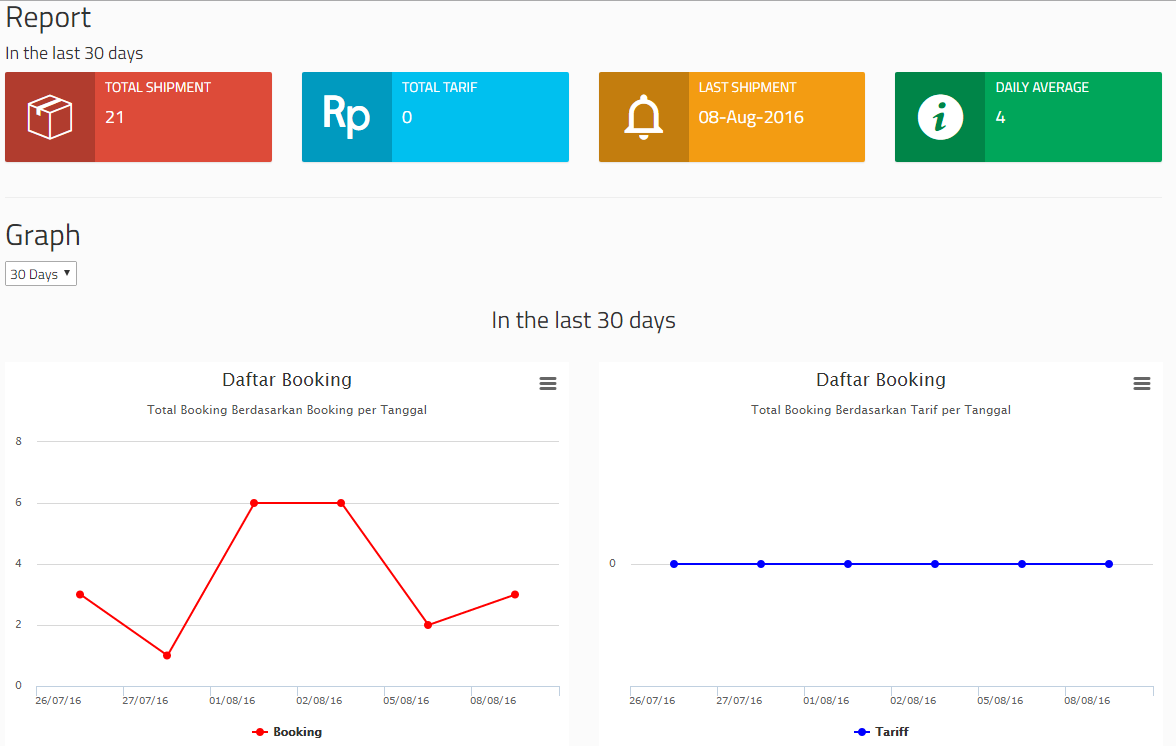 Report
In the last 30 days
TOTAL SHIPMENT
21
Rp
TOTAL TARIF
0
LAST SHIPMENT
08-Aug-2016
i
DAILY AVERAGE
4
Graph
30 Days
In the last 30 days
Daftar Booking
Total Booking Berdasarkan Booking per Tanggal
8
6
4
2
0
26/07/16 27/07/16 01/08/16 02/08/16 05/08/16 08/08/16
Booking
Daftar Booking
Total Booking Berdasarkan Tarif per Tanggal
0
26/07/16 27/07/16 01/08/16 02/08/16 05/08/16 08/08/16
Tariff